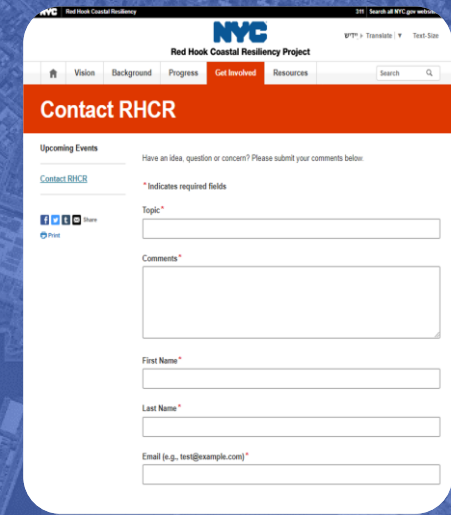 NYC Red Hook Coastal Resiliency 311 Search all NYC.gov websites
NYC
Red Hook Coastal Resiliency Project
ייִדיש ▶ Translate ▼ Text-Size
Vision Background Progress Get Involved Resources Search
Contact RHCR
Upcoming Events
Contact RHCR
Share
Print
Have an idea, question or concern? Please submit your comments below.
* Indicates required fields
Topic*
Comments*
First Name*
Last Name*
Email (e.g., test@example.com)*